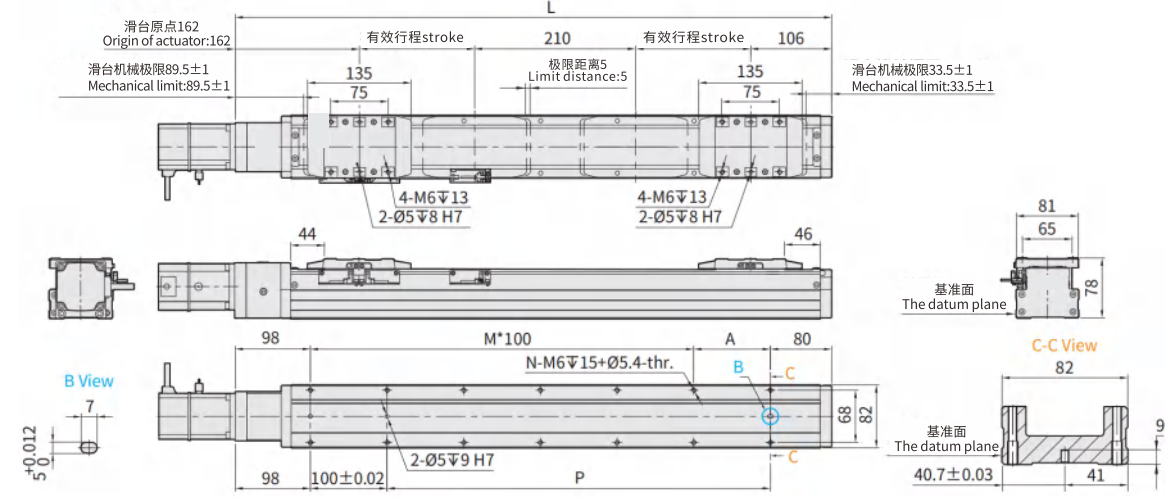 L
滑台原点162
Origin of actuator:162
有效行程stroke
210
有效行程stroke
106
滑台机械极限89.5±1
Mechanical limit:89.5±1
135
75
极限距离5
Limit distance:5
135
75
滑台机械极限33.5±1
Mechanical limit:33.5±1
4-M6↧13
2-Ø5↧8 H7
4-M6↧13
2-Ø5↧8 H7
44
46
81
65
78
基准面
The datum plane
98
M*100
A
80
N-M6↧15+Ø5.4-thr.
B
C
C
68
82
2-Ø5↧9 H7
98
100±0.02
P
B View
7
+0.012
5 0
C-C View
82
9
基准面
The datum plane
40.7±0.03
41